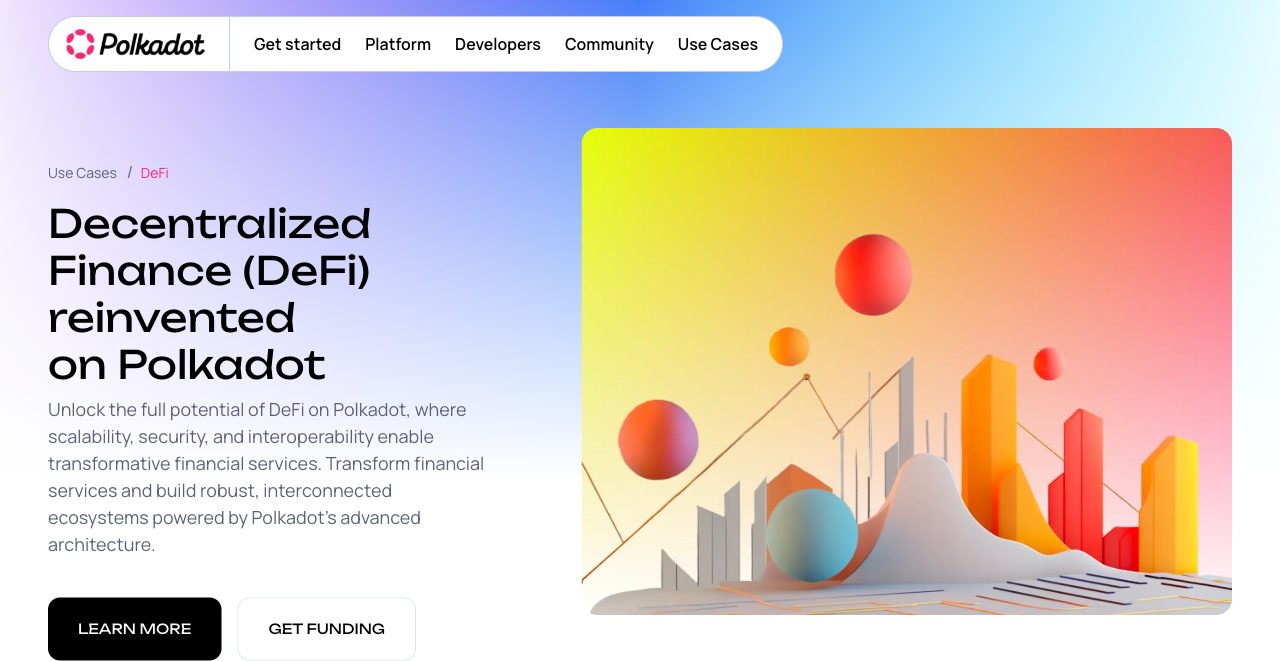 Polkadot
Get started
Platform
Developers
Community
Use Cases
Use Cases / DeFi
Decentralized
Finance (DeFi)
reinvented
on Polkadot
Unlock the full potential of DeFi on Polkadot, where
scalability, security, and interoperability enable
transformative financial services. Transform financial
services and build robust, interconnected
ecosystems powered by Polkadot’s advanced
architecture.
LEARN MORE
GET FUNDING